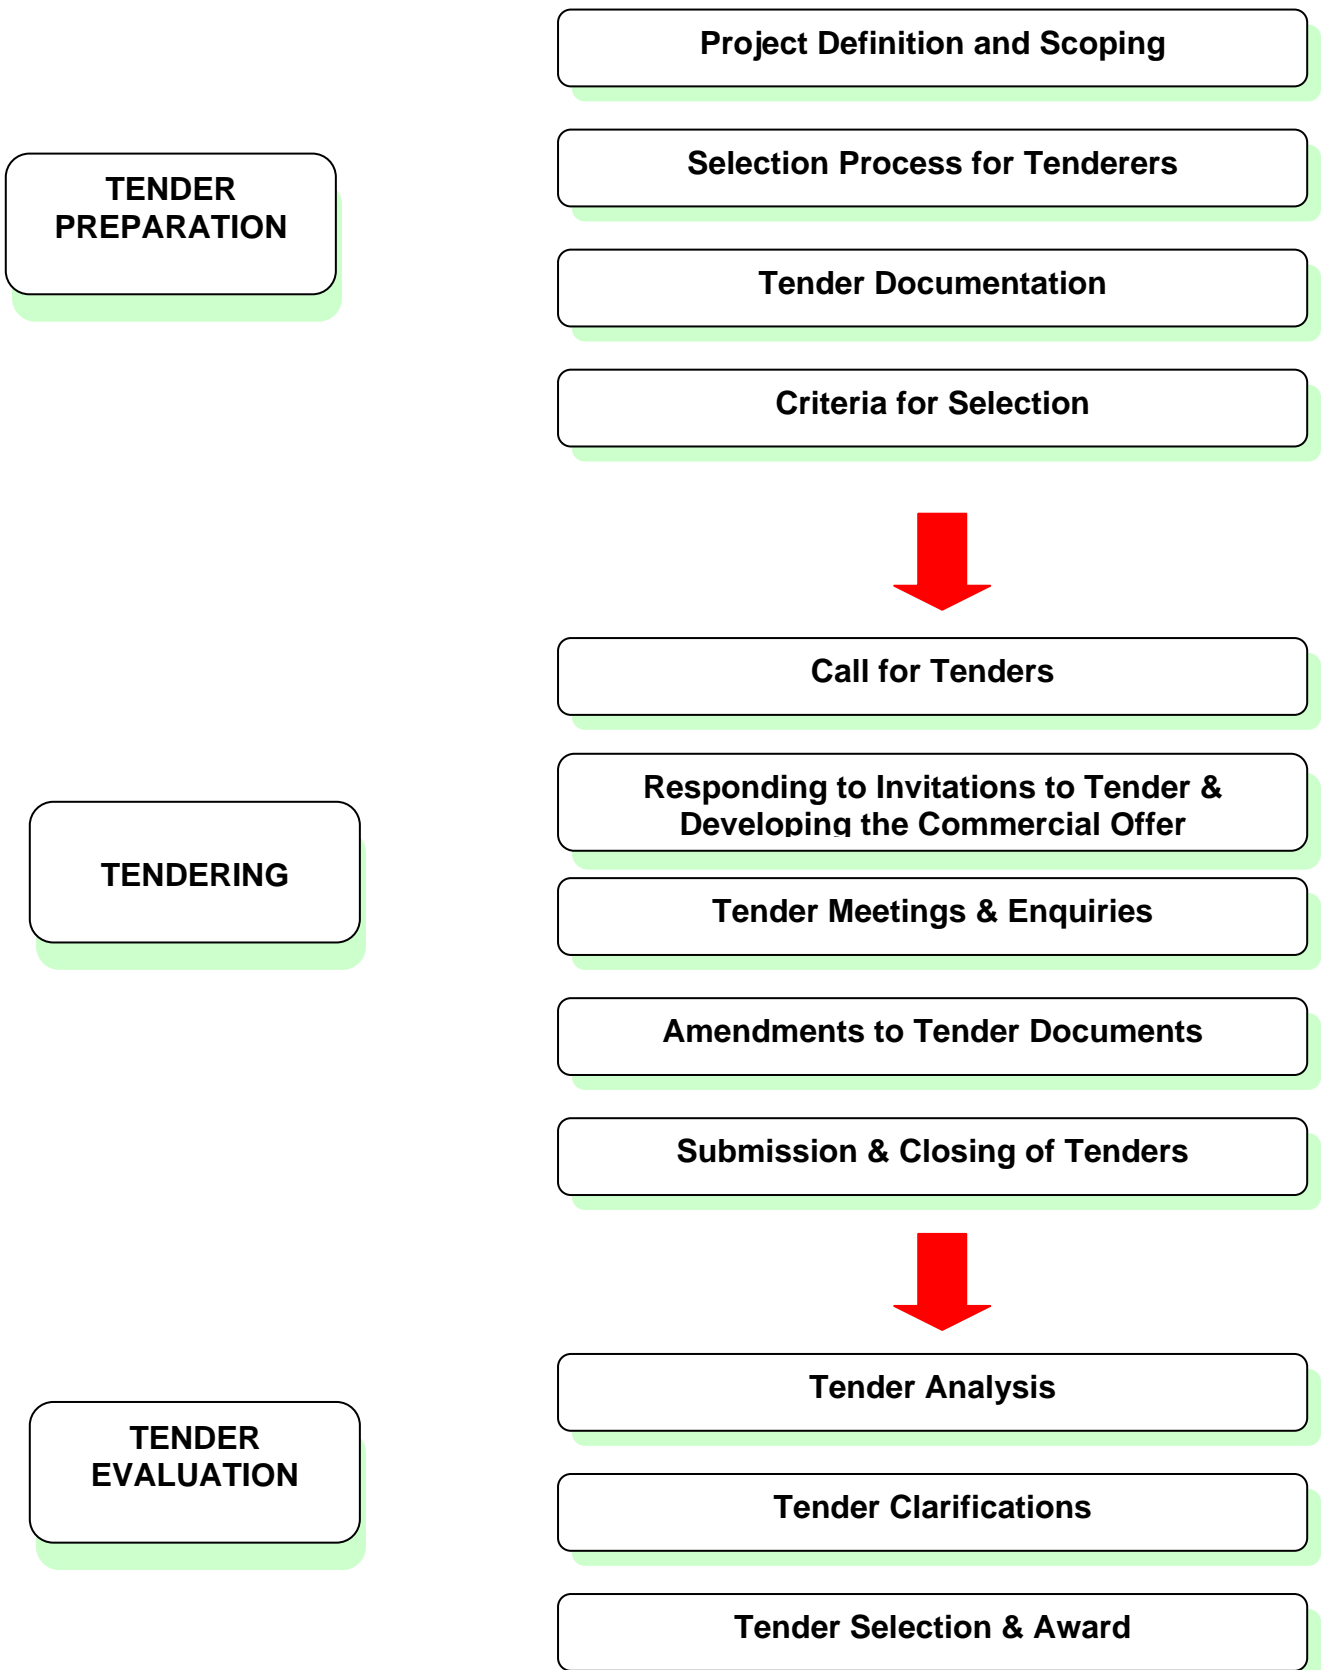 Project Definition and Scoping
TENDER
PREPARATION
Selection Process for Tenderers
Tender Documentation
Criteria for Selection
Call for Tenders
TENDERING
Responding to Invitations to Tender &
Developing the Commercial Offer
Tender Meetings & Enquiries
Amendments to Tender Documents
Submission & Closing of Tenders
TENDER
EVALUATION
Tender Analysis
Tender Clarifications
Tender Selection & Award